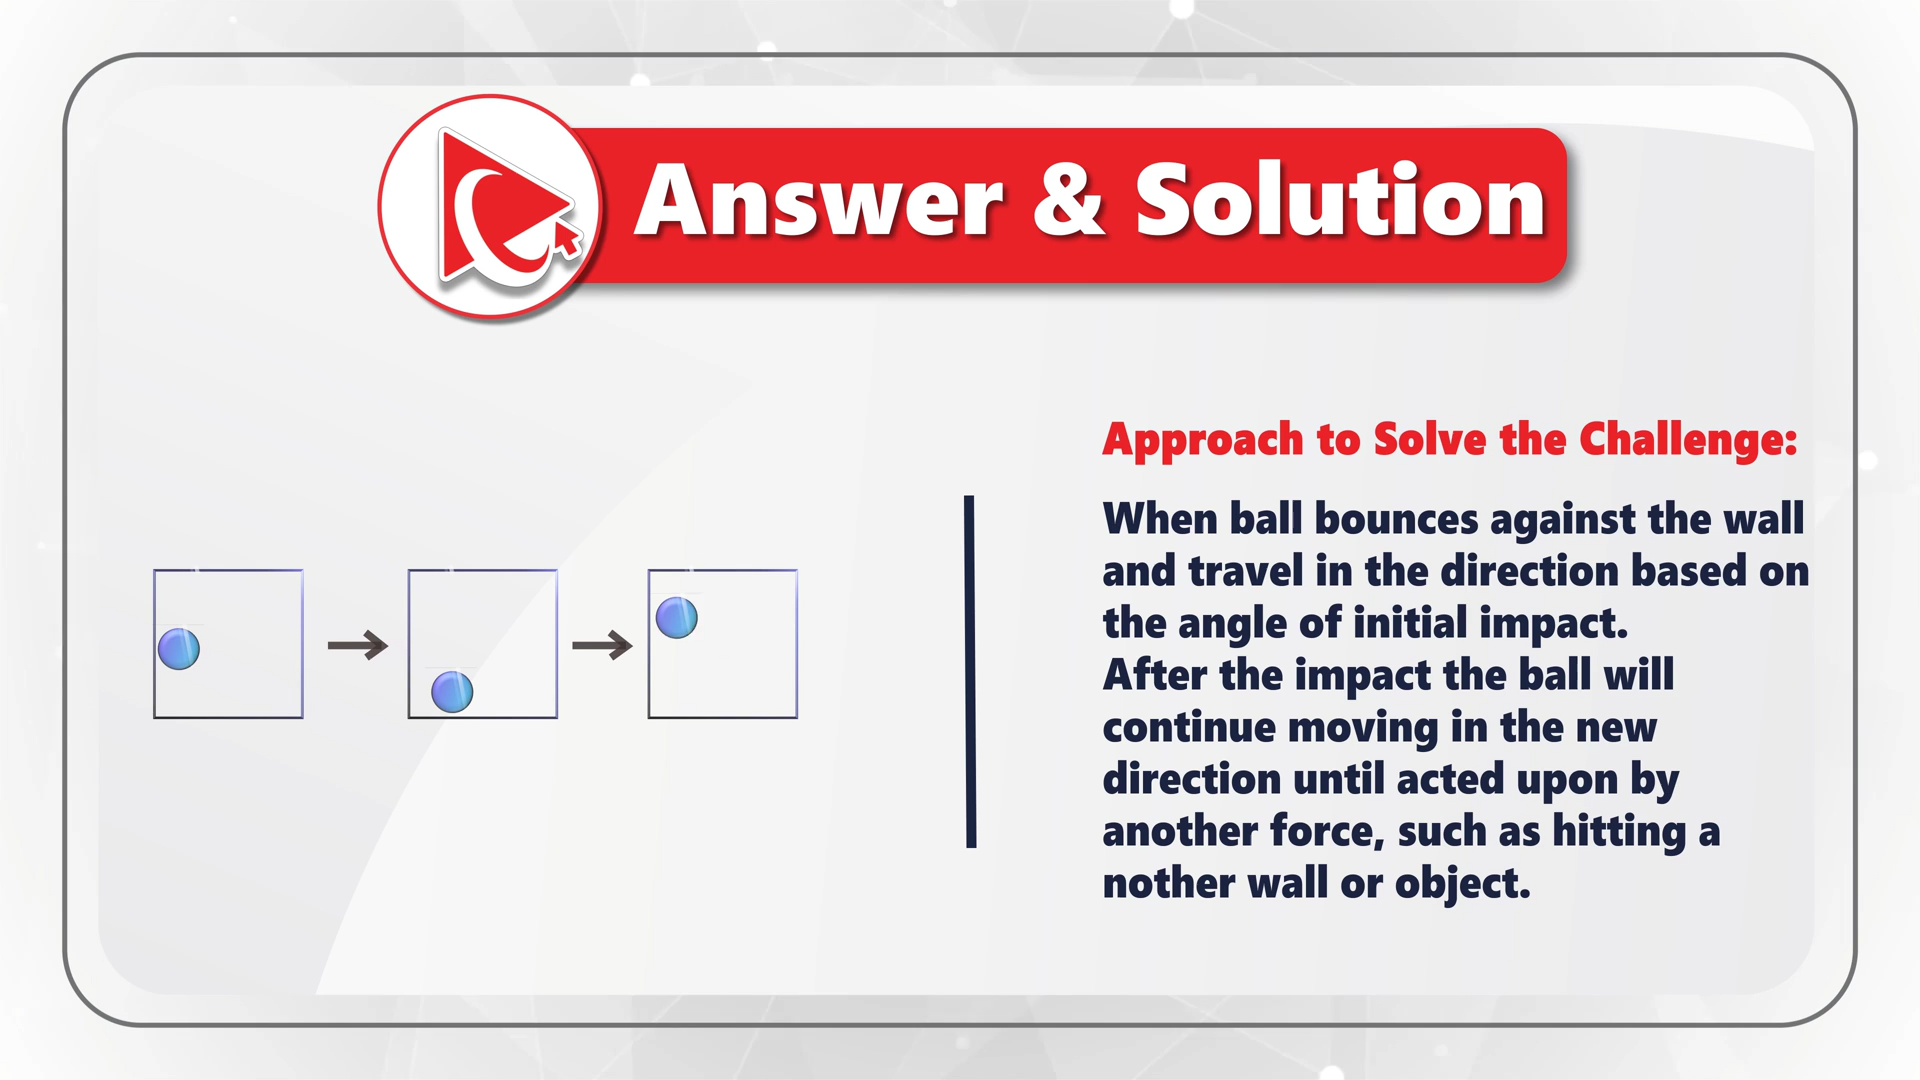 Answer & Solution
Approach to Solve the Challenge:
When ball bounces against the wall
and travel in the direction based on
the angle of initial impact.
After the impact the ball will
continue moving in the new
direction until acted upon by
another force, such as hitting a
nother wall or object.